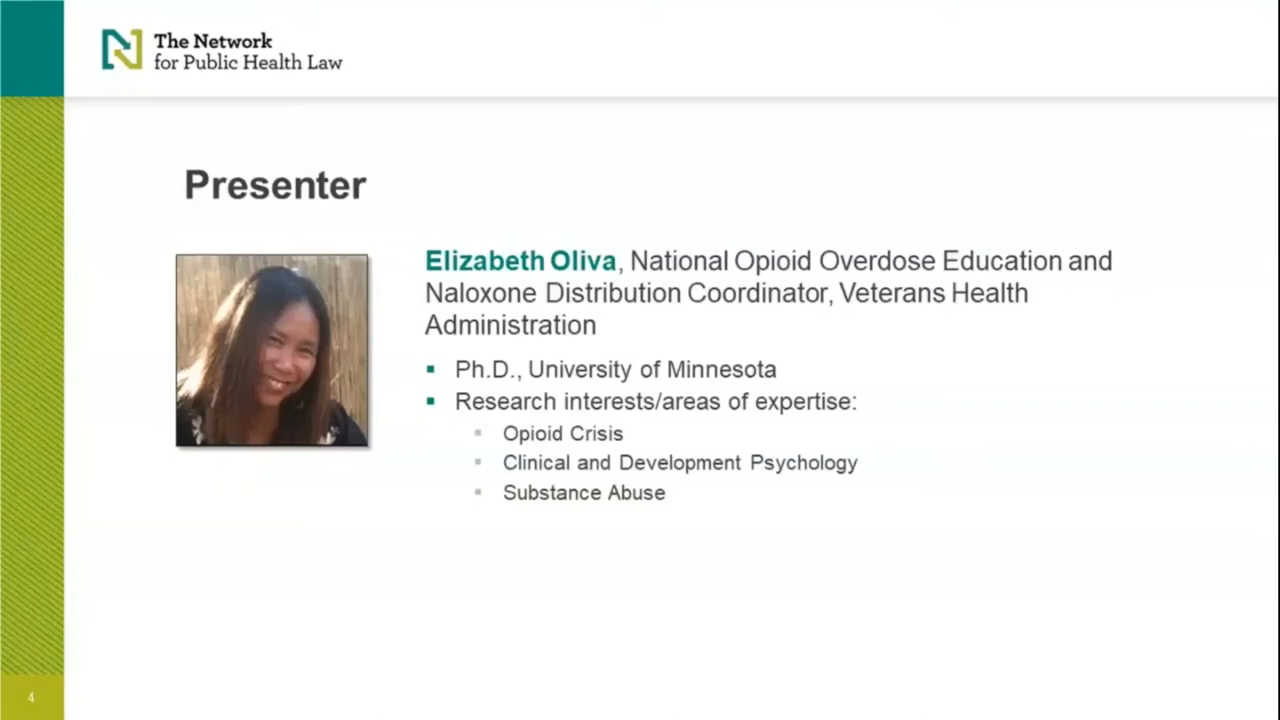 The Network
for Public Health Law
Presenter
Elizabeth Oliva, National Opioid Overdose Education and
Naloxone Distribution Coordinator, Veterans Health
Administration
Ph.D., University of Minnesota
Research interests/areas of expertise:
Opioid Crisis
Clinical and Development Psychology
Substance Abuse
4